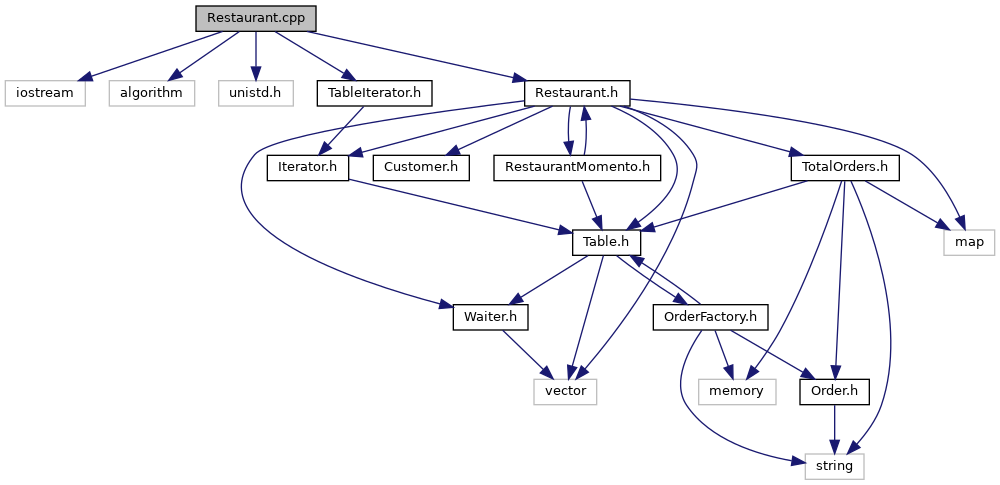 Restaurant.cpp
iostream
algorithm
unistd.h
TableIterator.h
Restaurant.h
Iterator.h
Customer.h
RestaurantMomento.h
TotalOrders.h
Table.h
map
Waiter.h
OrderFactory.h
vector
memory
Order.h
string